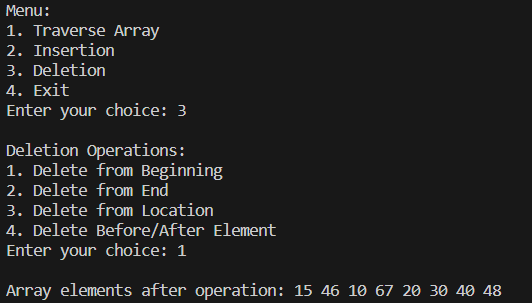 Menu:
1. Traverse Array
2. Insertion
3. Deletion
4. Exit
Enter your choice: 3
Deletion Operations:
1. Delete from Beginning
2. Delete from End
3. Delete from Location
4. Delete Before/After Element
Enter your choice: 1
Array elements after operation: 15 46 10 67 20 30 40 48